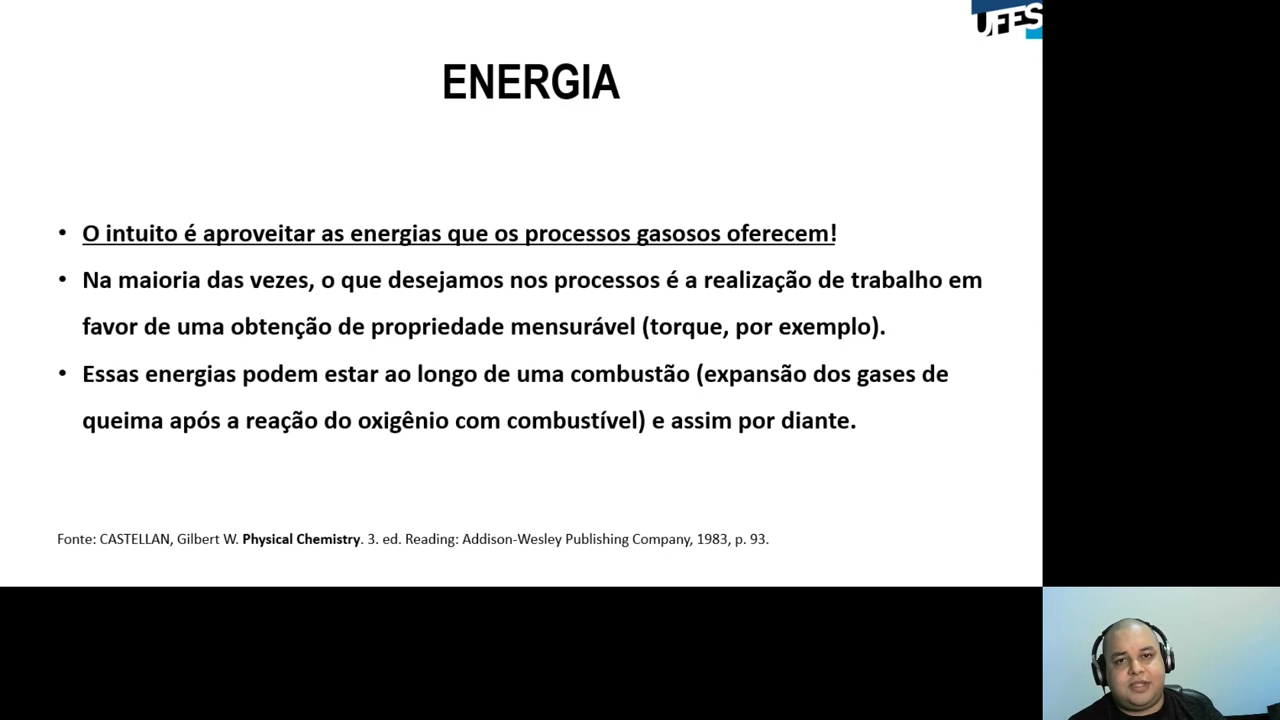 UFES
ENERGIA
• O intuito é aproveitar as energias que os processos gasosos oferecem!
• Na maioria das vezes, o que desejamos nos processos é a realização de trabalho em
favor de uma obtenção de propriedade mensurável (torque, por exemplo).
• Essas energias podem estar ao longo de uma combustão (expansão dos gases de
queima após a reação do oxigênio com combustível) e assim por diante.
Fonte: CASTELLAN, Gilbert W. Physical Chemistry. 3. ed. Reading: Addison-Wesley Publishing Company, 1983, p. 93.